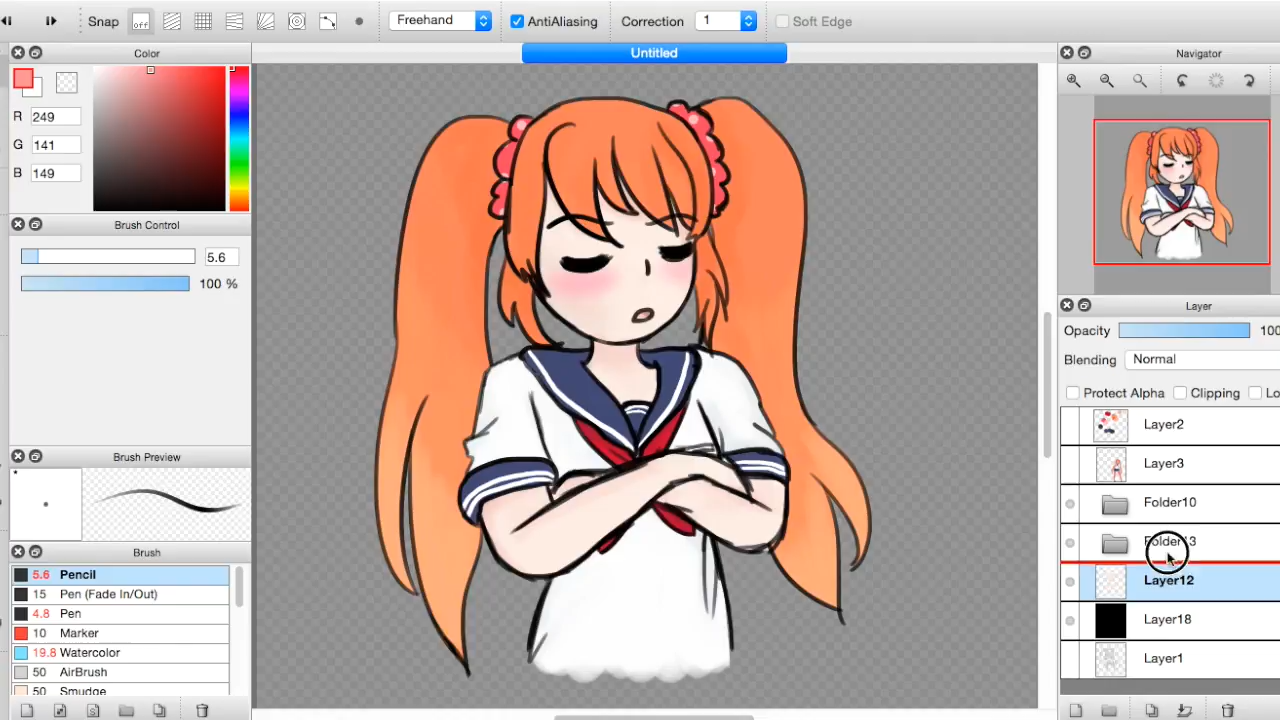 Snap off Freehand AntiAliasing Correction 1 Soft Edge
Color
Untitled
Navigator
R 249
G 141
B 149
Brush Control
5.6
100 %
Layer
Opacity 100
Blending Normal
Protect Alpha Clipping Lo
Layer2
Layer3
Folder10
Folder13
Layer12
Layer18
Layer1
Brush Preview
*
Brush
5.6 Pencil
15 Pen (Fade In/Out)
4.8 Pen
10 Marker
19.8 Watercolor
50 AirBrush
50 Smudge